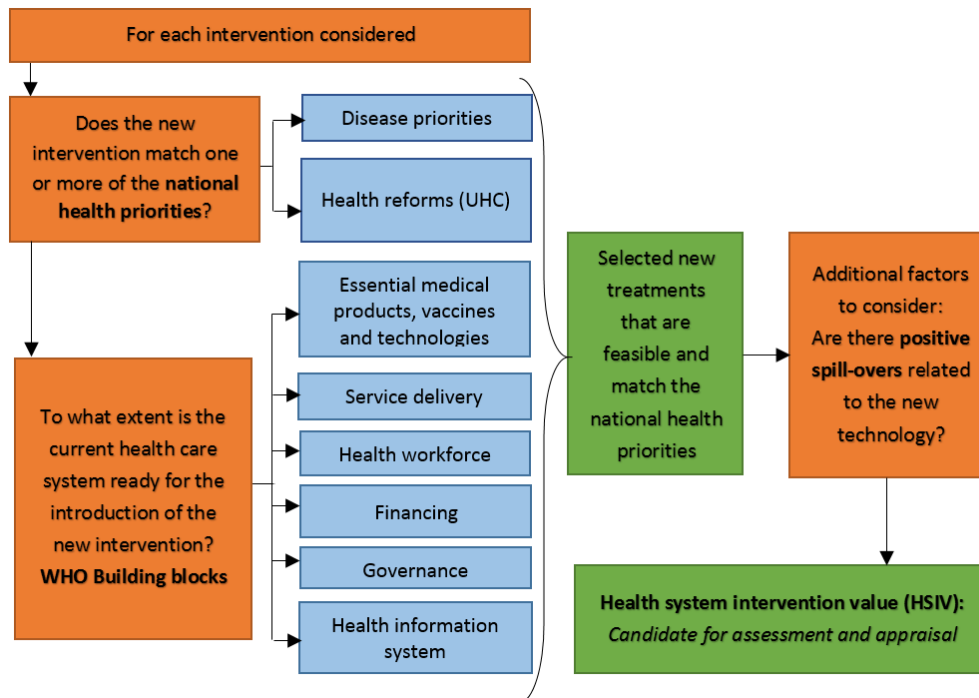 For each intervention considered
Does the new
intervention match one
or more of the national
health priorities?
Disease priorities
Health reforms (UHC)
To what extent is the
current health care
system ready for the
introduction of the
new intervention?
WHO Building blocks
Essential medical
products, vaccines
and technologies
Service delivery
Health workforce
Financing
Governance
Health information
system
Selected new
treatments
that are
feasible and
match the
national health
priorities
Additional factors
to consider:
Are there positive
spill-overs related
to the new
technology?
Health system intervention value (HSIV):
Candidate for assessment and appraisal